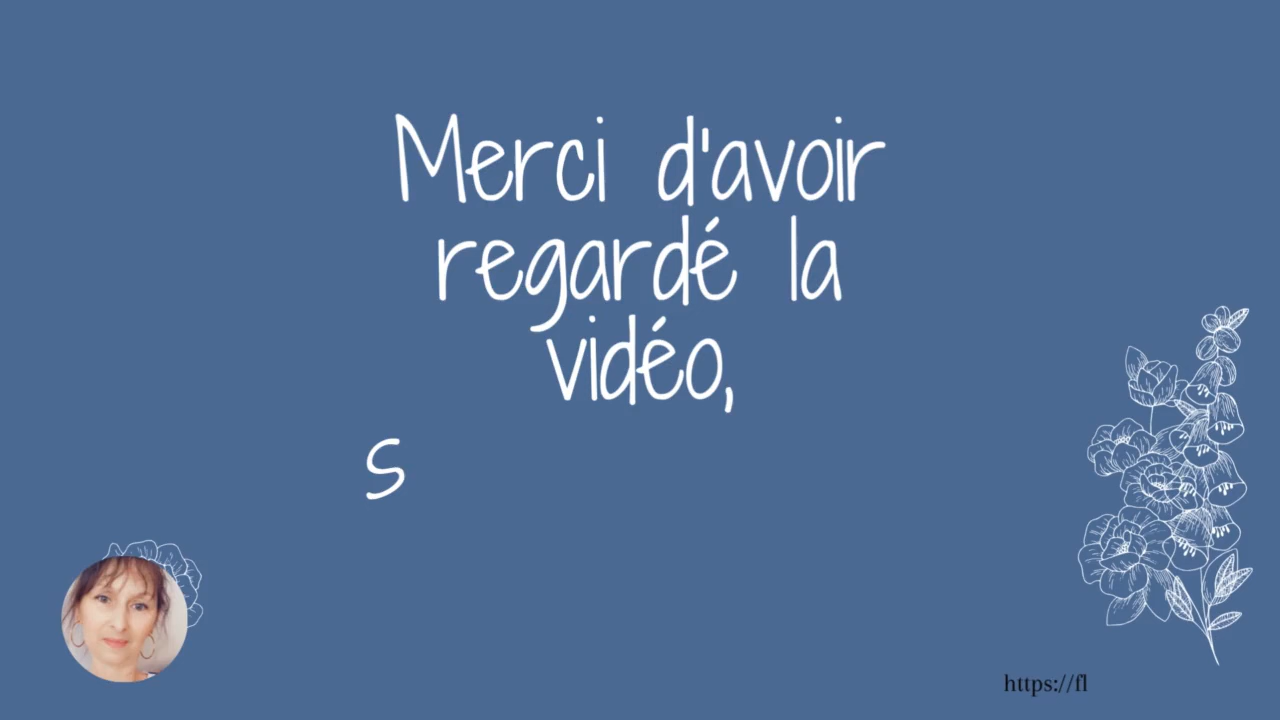 Merci d'avoir
regardé la
vidéo,
s
https://fl